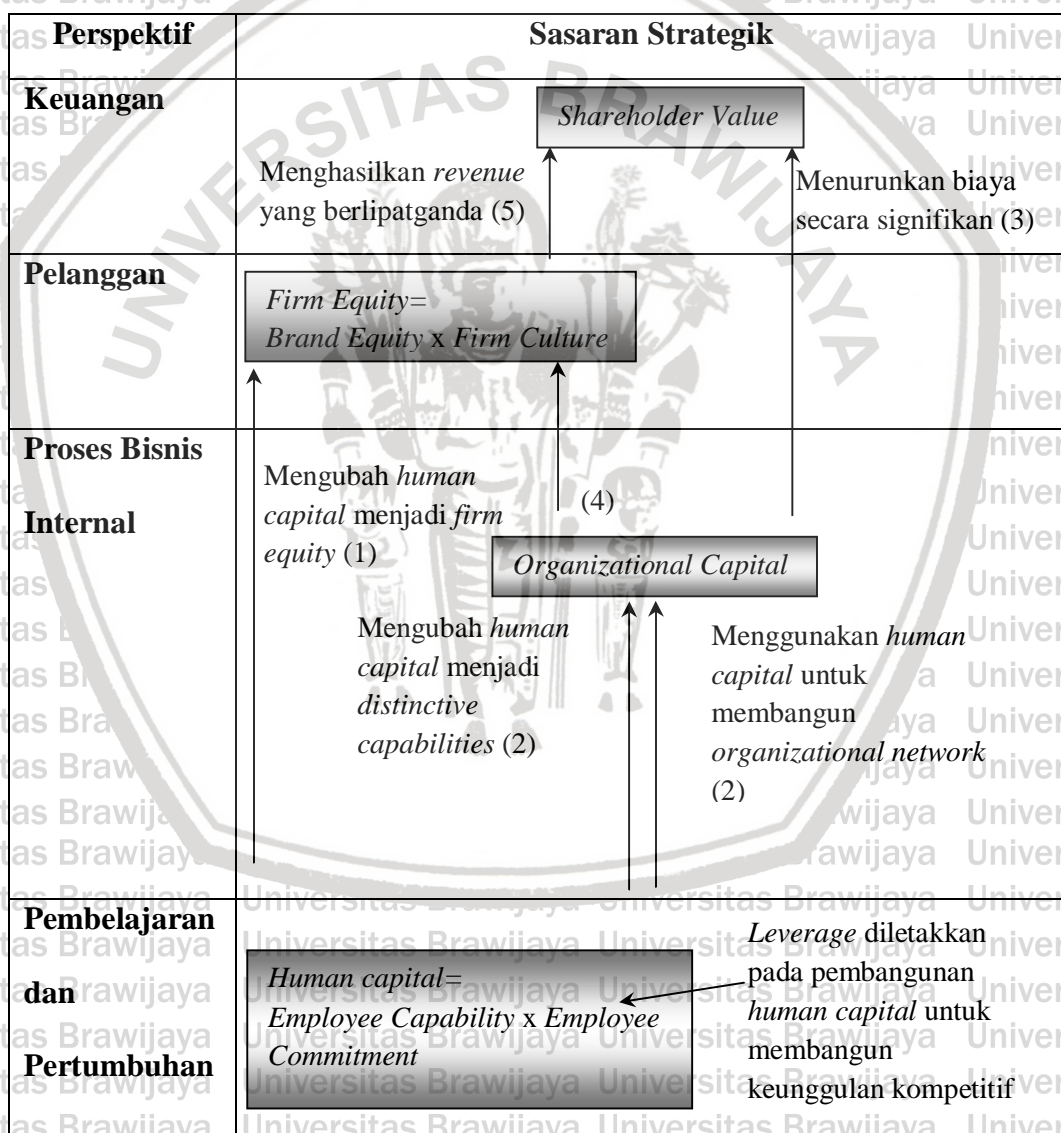 Perspektif
Sasaran Strategik
Keuangan
Shareholder Value
Menghasilkan revenue
yang berlipatganda (5)
Menurunkan biaya
secara signifikan (3)
Pelanggan
Firm Equity=
Brand Equity x Firm Culture
Proses Bisnis
Internal
Mengubah human
capital menjadi firm
equity (1)
(4)
Organizational Capital
Mengubah human
capital menjadi
distinctive
capabilities (2)
Menggunakan human
capital untuk
membangun
organizational network
(2)
Pembelajaran
dan
Pertumbuhan
Human capital=
Employee Capability x Employee
Commitment
Leverage diletakkan
pada pembangunan
human capital untuk
membangun
keunggulan kompetitif
UNIVERSITAS BRAWIJAYA